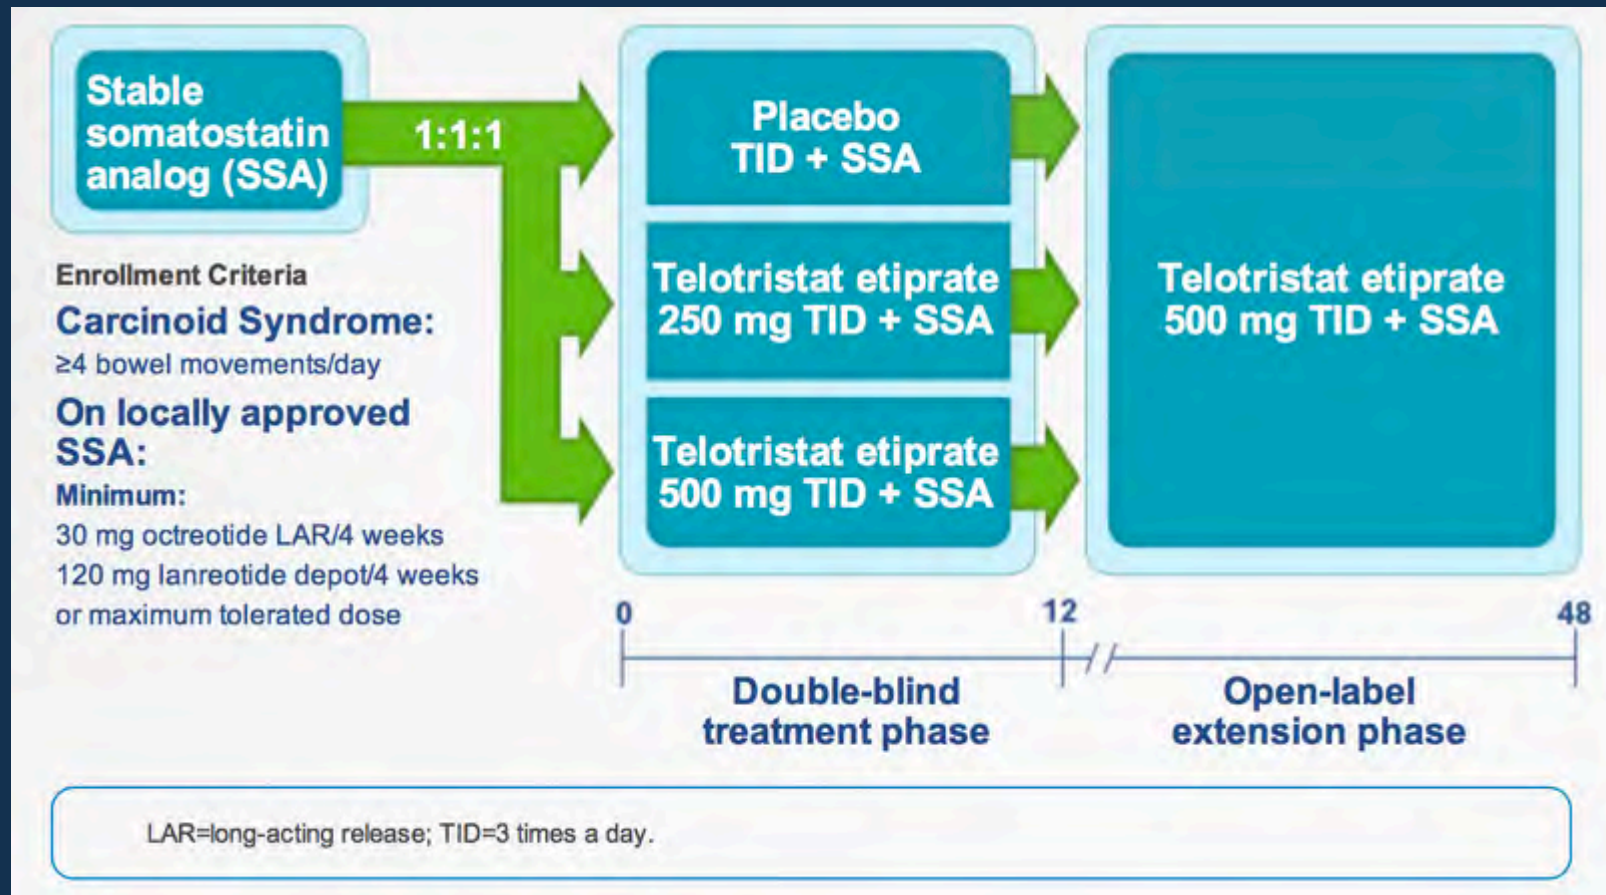 Stable
somatostatin
analog (SSA)
1:1:1
Enrollment Criteria
Carcinoid Syndrome:
≥4 bowel movements/day
On locally approved
SSA:
Minimum:
30 mg octreotide LAR/4 weeks
120 mg lanreotide depot/4 weeks
or maximum tolerated dose
Placebo
TID + SSA
Telotristat etiprate
250 mg TID + SSA
Telotristat etiprate
500 mg TID + SSA
Telotristat etiprate
500 mg TID + SSA
0
12
48
Double-blind
treatment phase
Open-label
extension phase
LAR=long-acting release; TID=3 times a day.